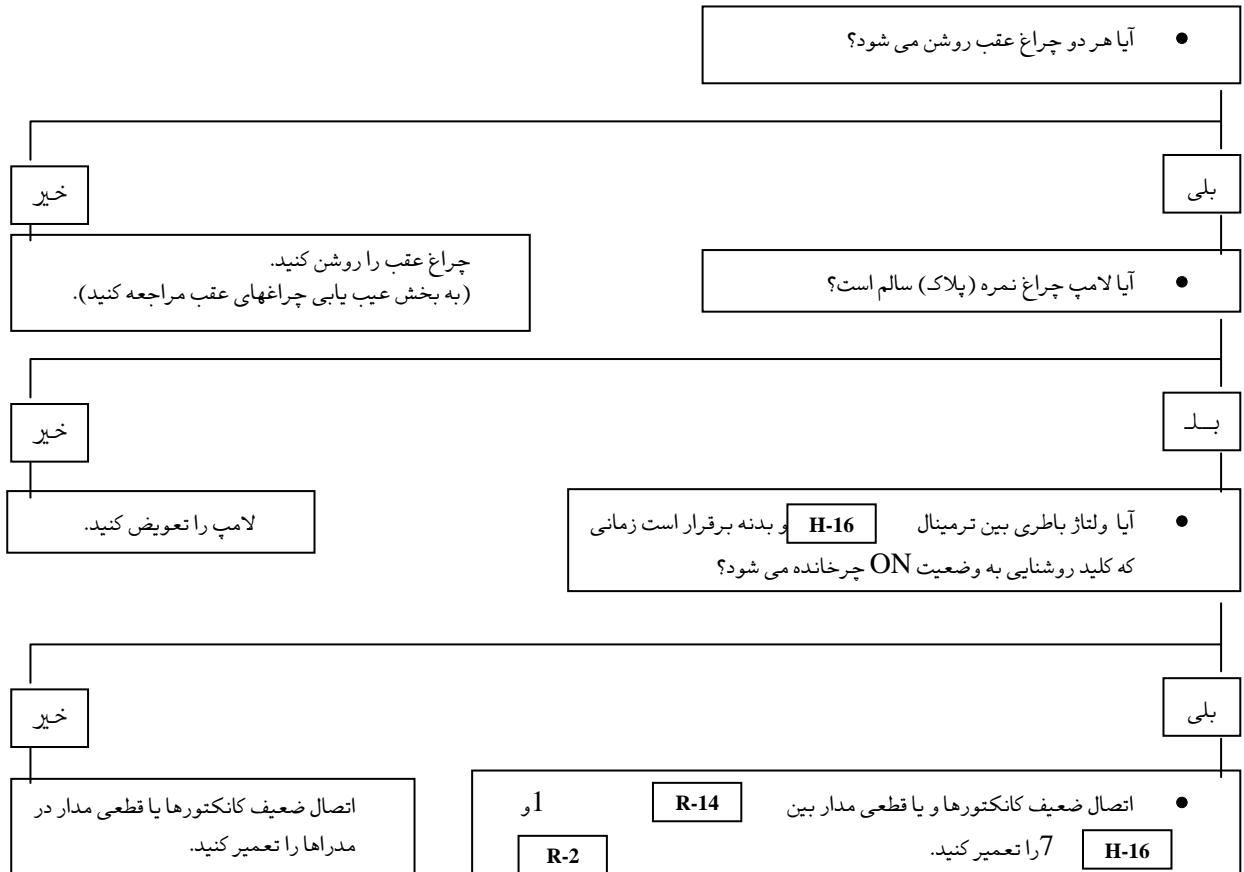 ● آیا هر دو چراغ عقب روشن می شود؟
بلی
خیر
● آیا لامپ چراغ نمره (پلاک) سالم است؟
چراغ عقب را روشن کنید.
(به بخش عیب یابی چراغهای عقب مراجعه کنید).
بــلـ
خیر
● آیا ولتاژ باطری بین ترمینال H-16 و بدنه برقرار است زمانی
که کلید روشنایی به وضعیت ON چرخانده می شود؟
لامپ را تعویض کنید.
بلی
خیر
● اتصال ضعیف کانکتورها و یا قطعی مدار بین R-14 1و
H-16 7را تعمیر کنید. R-2
اتصال ضعیف کانکتورها یا قطعی مدار در
مدراها را تعمیر کنید.